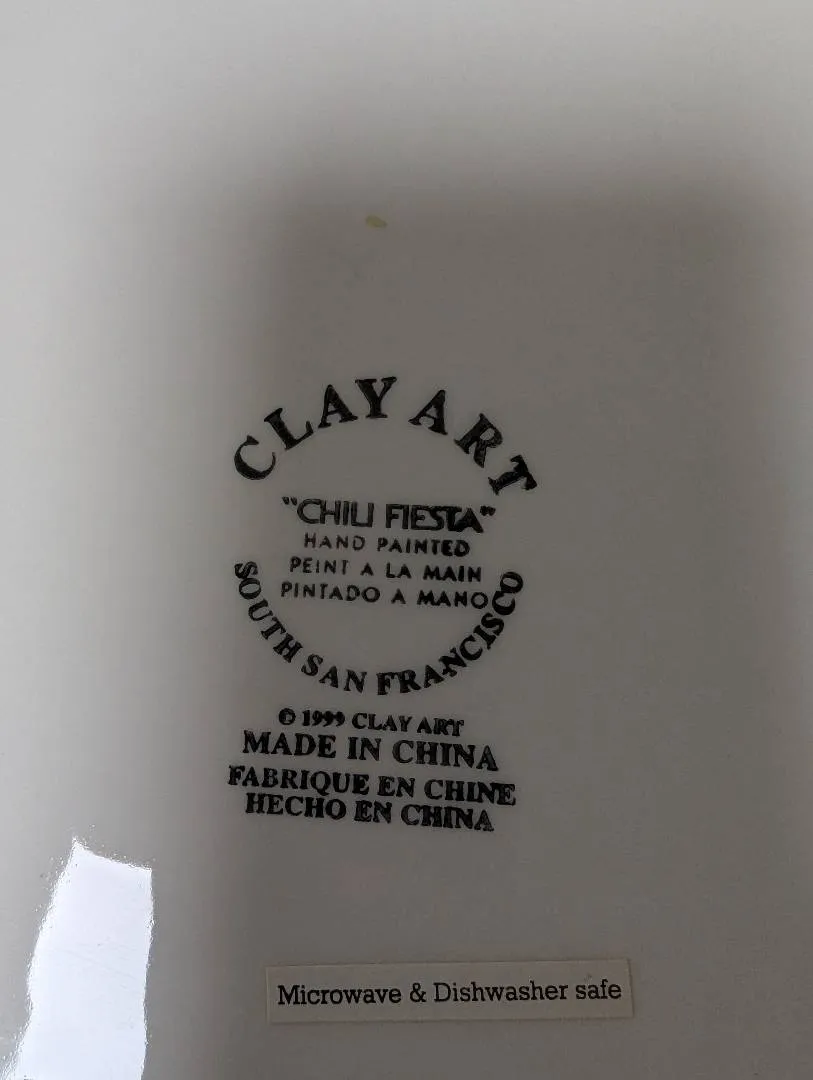 CLAY ART
"CHILI FIESTA"
HAND PAINTED
PEINT A LA MAIN
PINTADO A MANO
SOUTH SAN FRANCISCO
© 1999 CLAY ART
MADE IN CHINA
FABRIQUE EN CHINE
HECHO EN CHINA
Microwave & Dishwasher safe